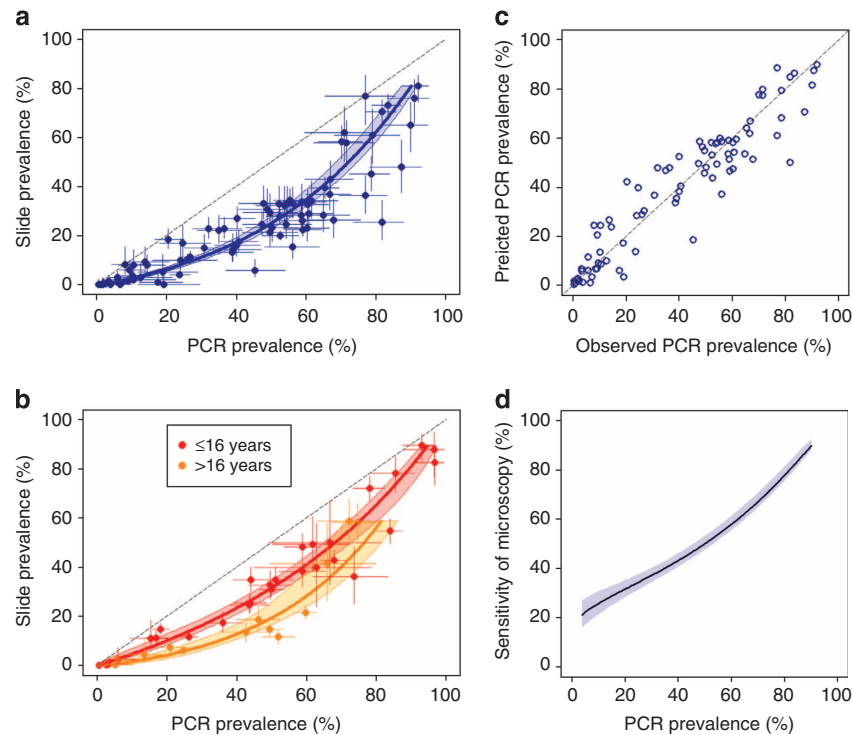 a
100
80
60
40
20
0
Slide prevalence (%)
0 20 40 60 80 100
PCR prevalence (%)
c
100
80
60
40
20
0
Preicted PCR prevalence (%)
0 20 40 60 80 100
Observed PCR prevalence (%)
b
100
80
60
40
20
0
Slide prevalence (%)
≤16 years
>16 years
0 20 40 60 80 100
PCR prevalence (%)
d
100
80
60
40
20
0
Sensitivity of microscopy (%)
0 20 40 60 80 100
PCR prevalence (%)